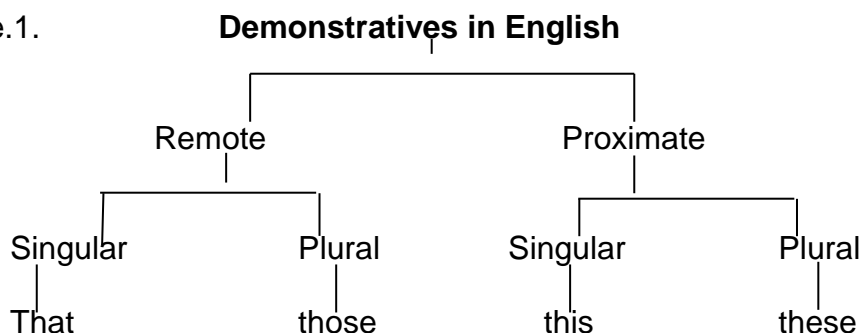 e.1. Demonstratives in English
Remote Proximate
Singular Plural Singular Plural
That those this these